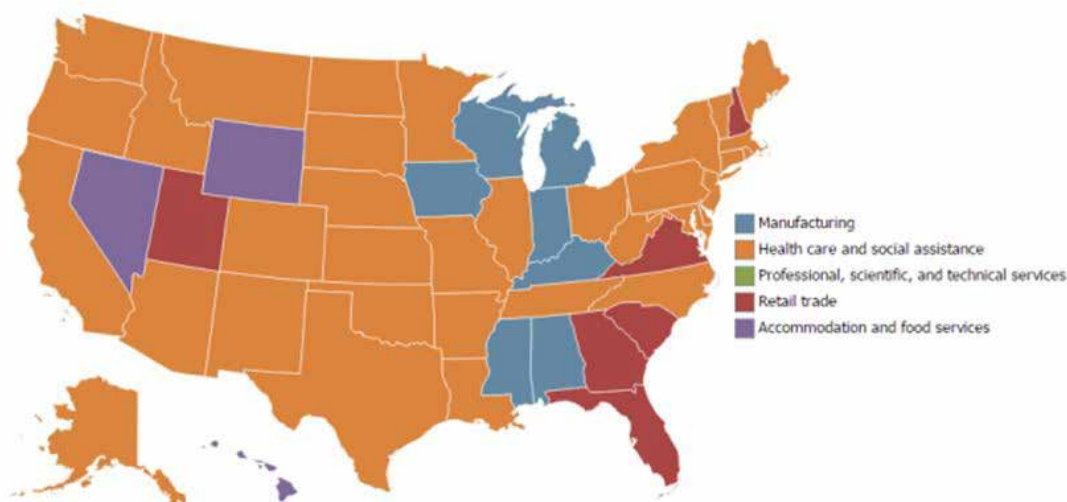 Manufacturing
Health care and social assistance
Professional, scientific, and technical services
Retail trade
Accommodation and food services